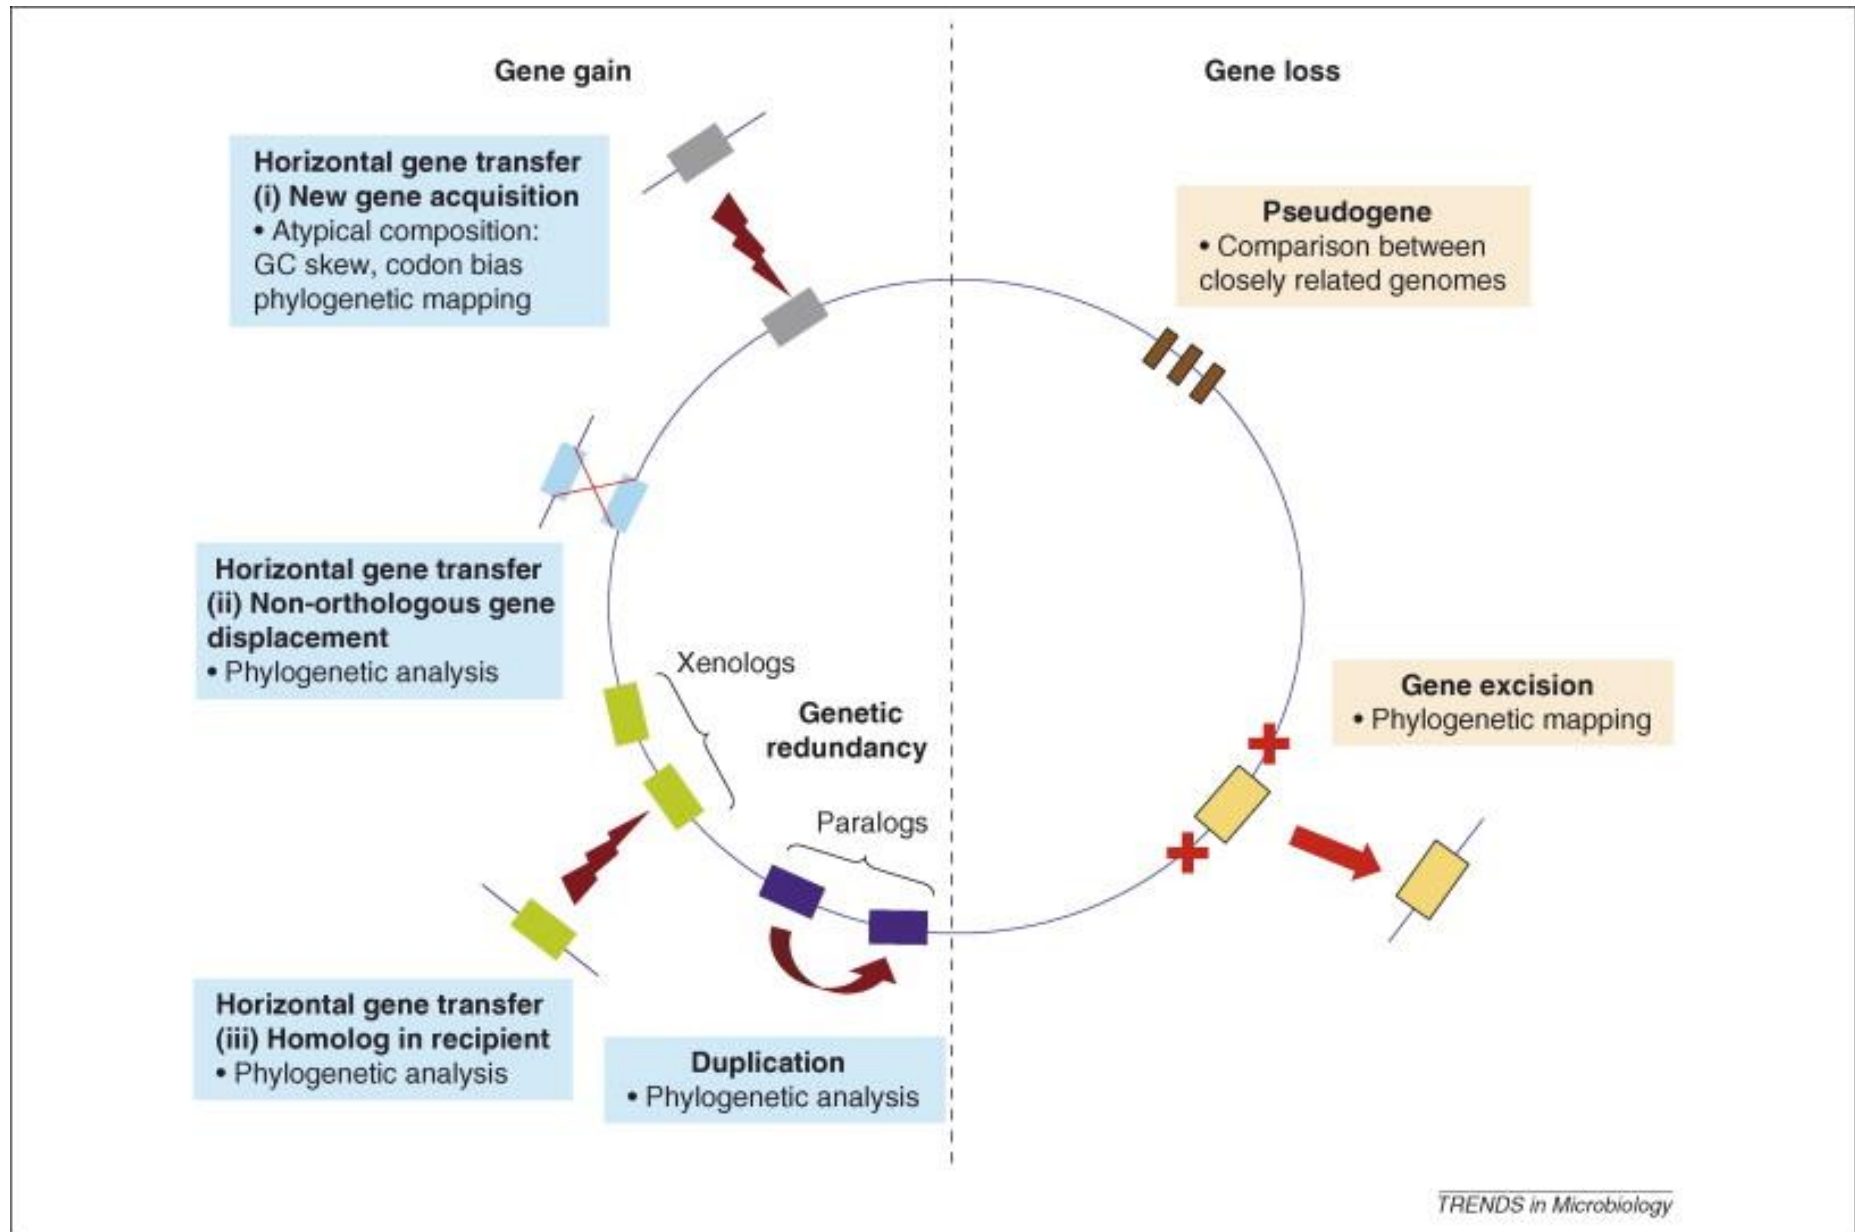 Gene gain
Gene loss
Horizontal gene transfer
(i) New gene acquisition
• Atypical composition:
GC skew, codon bias
phylogenetic mapping
Pseudogene
• Comparison between
closely related genomes
Horizontal gene transfer
(ii) Non-orthologous gene
displacement
• Phylogenetic analysis
Xenologs
Genetic
redundancy
Paralogs
Gene excision
• Phylogenetic mapping
Horizontal gene transfer
(iii) Homolog in recipient
• Phylogenetic analysis
Duplication
• Phylogenetic analysis
TRENDS in Microbiology